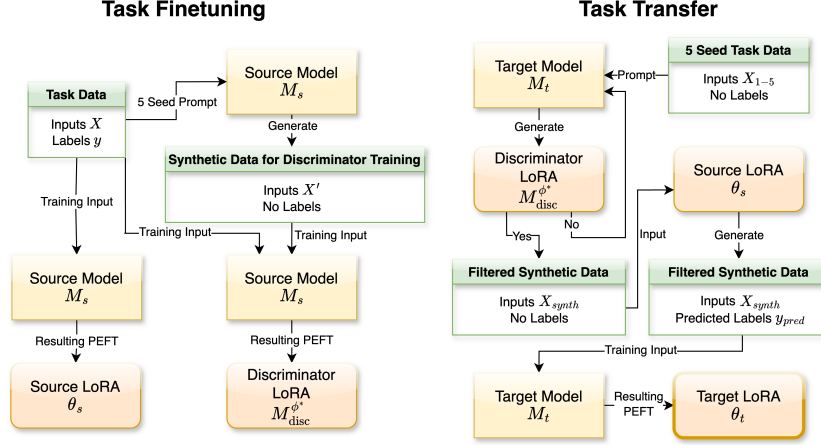 Task Finetuning
Task Data
Inputs X
Labels y
5 Seed Prompt
Source Model
M_s
Generate
Synthetic Data for Discriminator Training
Inputs X′
No Labels
Training Input
Training Input
Training Input
Source Model
M_s
Source Model
M_s
Resulting PEFT
Resulting PEFT
Source LoRA
θ_s
Discriminator
LoRA
M_disc^ϕ*
Task Transfer
Target Model
M_t
Prompt
5 Seed Task Data
Inputs X_1−5
No Labels
Generate
Discriminator
LoRA
M_disc^ϕ*
Yes
No
Input
Source LoRA
θ_s
Generate
Filtered Synthetic Data
Inputs X_synth
No Labels
Filtered Synthetic Data
Inputs X_synth
Predicted Labels y_pred
Training Input
Target Model
M_t
Resulting
PEFT
Target LoRA
θ_t